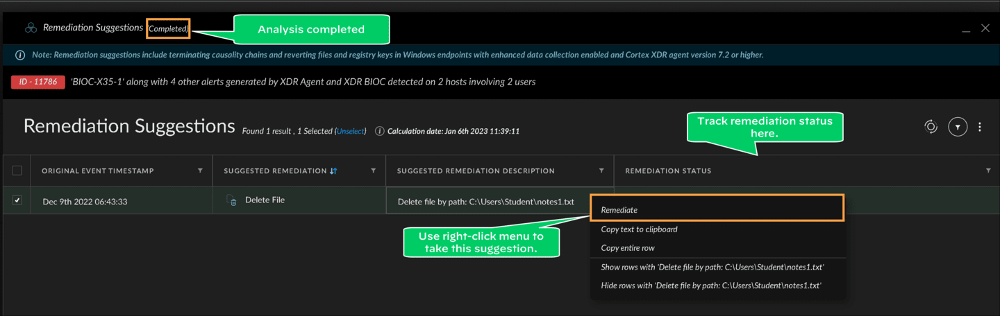 Remediation Suggestions (Completed)
Analysis completed
Note: Remediation suggestions include terminating causality chains and reverting files and registry keys in Windows endpoints with enhanced data collection enabled and Cortex XDR agent version 7.2 or higher.
ID - 11786 'BIOC-X35-1' along with 4 other alerts generated by XDR Agent and XDR BIOC detected on 2 hosts involving 2 users
Remediation Suggestions Found 1 result , 1 Selected (Unselect) Calculation date: Jan 6th 2023 11:39:11
Track remediation status
here.
ORIGINAL EVENT TIMESTAMP SUGGESTED REMEDIATION SUGGESTED REMEDIATION DESCRIPTION REMEDIATION STATUS
Dec 9th 2022 06:43:33 Delete File Delete file by path: C:\Users\Student\notes1.txt
Use right-click menu to
take this suggestion.
Remediate
Copy text to clipboard
Copy entire row
Show rows with 'Delete file by path: C:\Users\Student\notes1.txt'
Hide rows with 'Delete file by path: C:\Users\Student\notes1.txt'